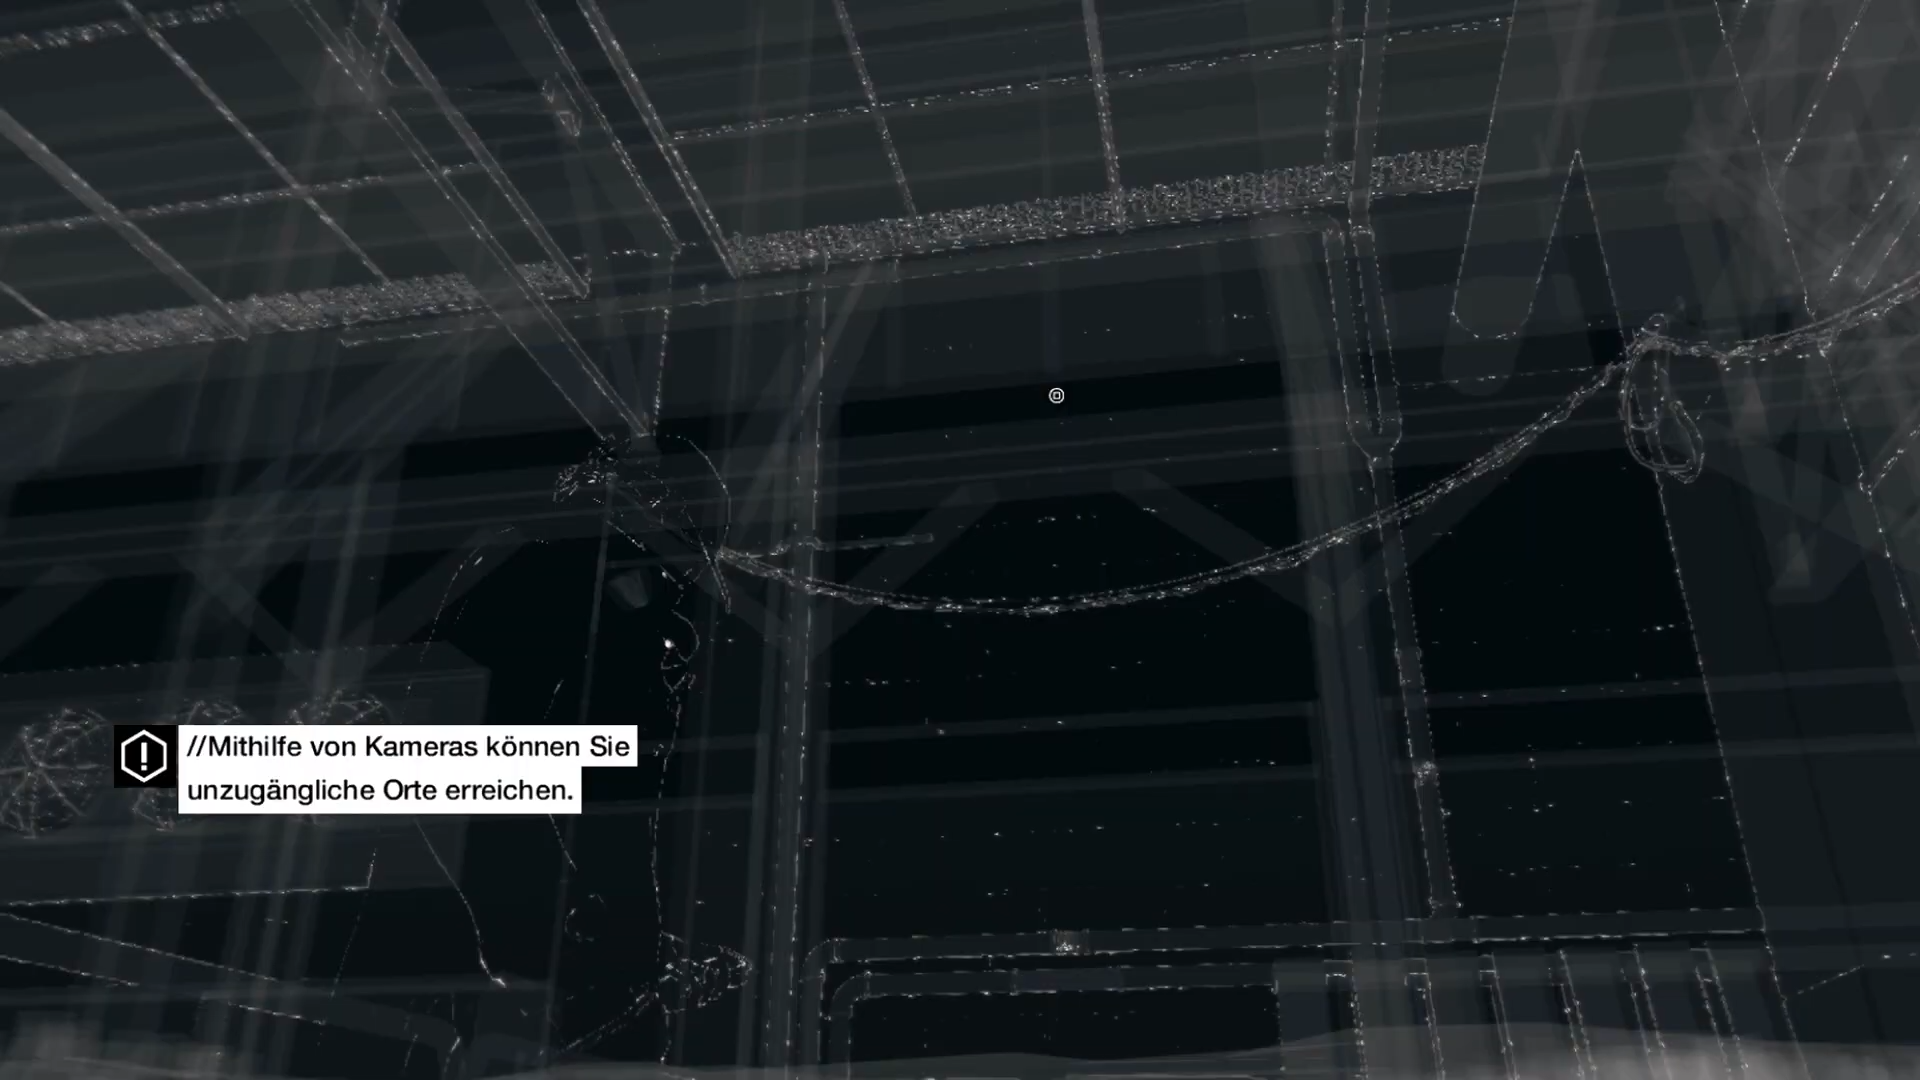 //Mithilfe von Kameras können Sie
unzugängliche Orte erreichen.